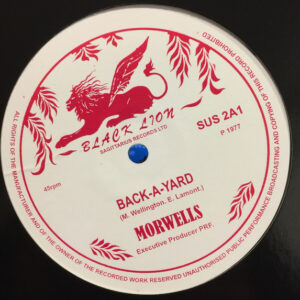 BLACK LION
SAGITTARIUS RECORDS LTD
SUS 2A1
P 1977
45rpm
BACK-A-YARD
(M. Wellington, E. Lamont.)
MORWELLS
Executive Producer PRF.
ALL RIGHTS OF THE MANUFACTURER AND OF THE OWNER OF THE RECORDED WORK RESERVED UNAUTHORISED PUBLIC PERFORMANCE BROADCASTING AND COPYING OF THIS RECORD PROHIBITED